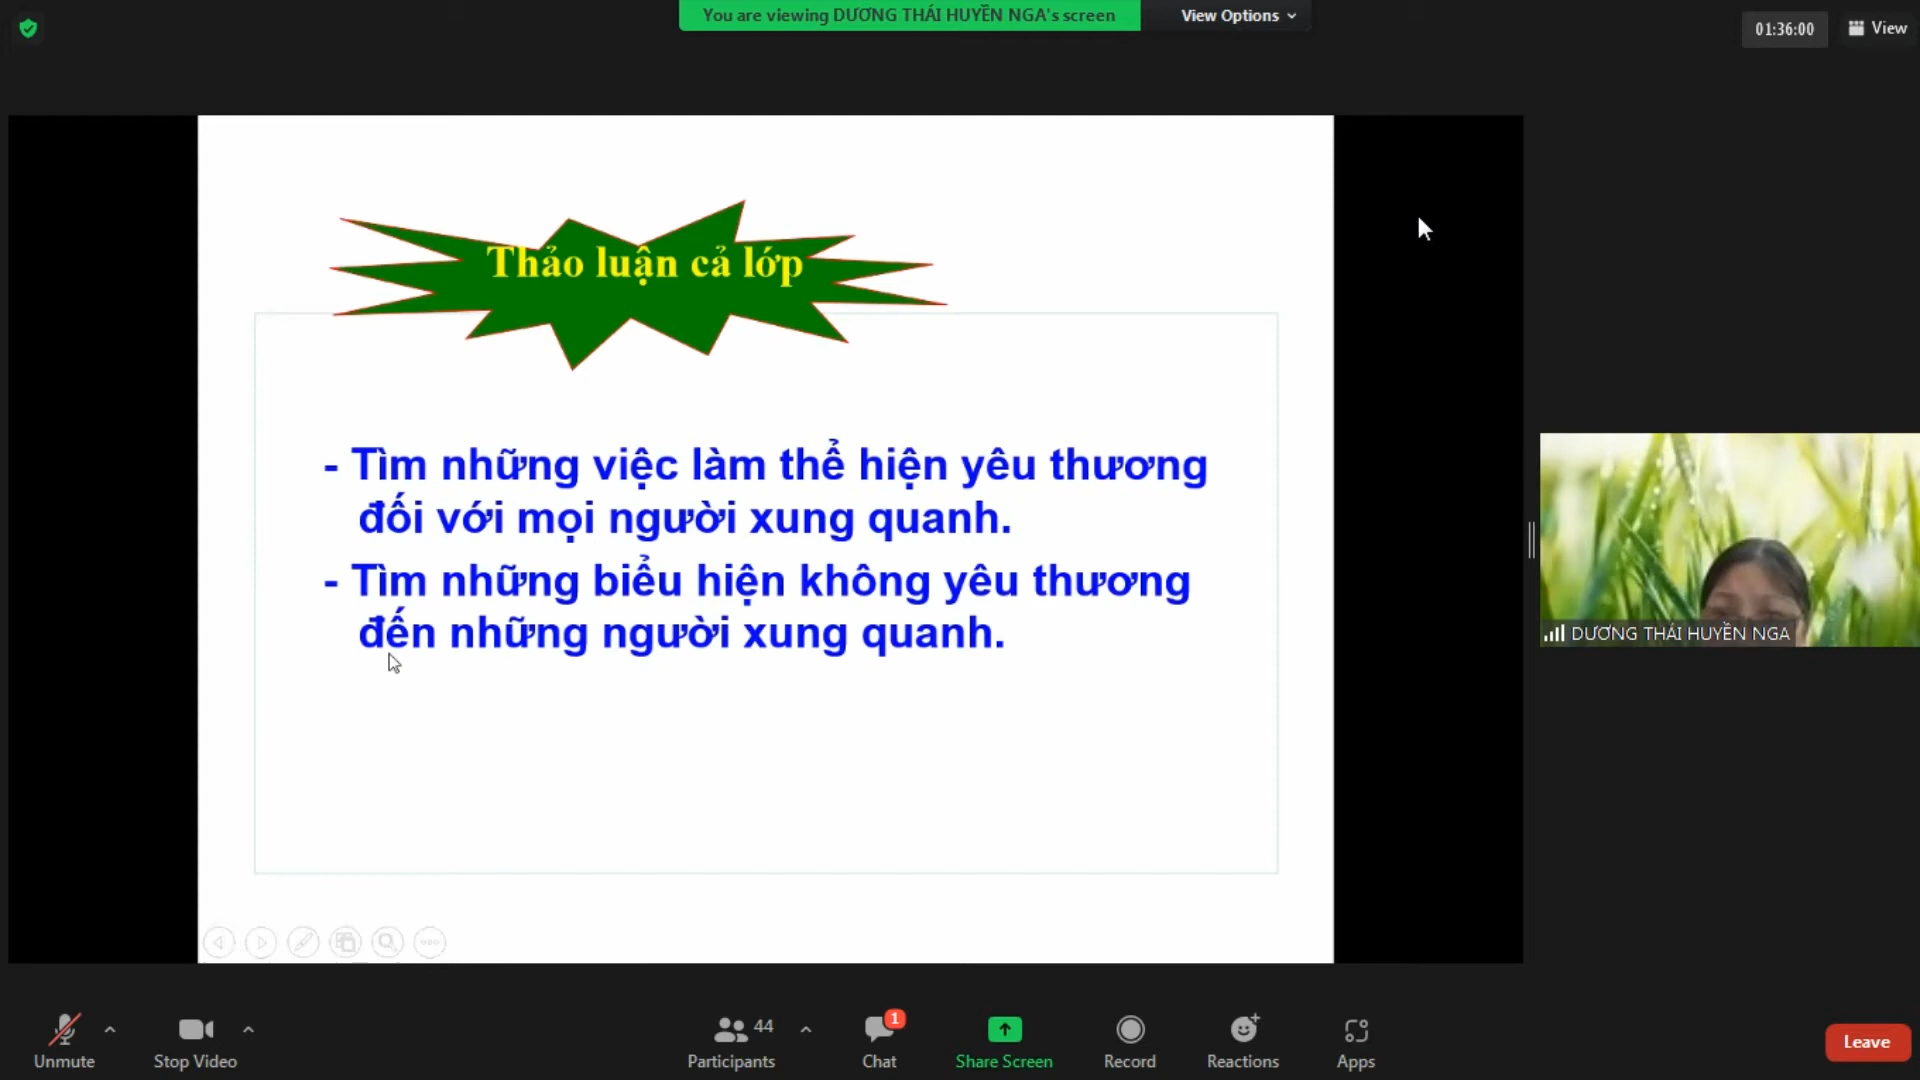 You are viewing DƯƠNG THÁI HUYỀN NGA's screen
View Options
01:36:00
View
Thảo luận cả lớp
- Tìm những việc làm thể hiện yêu thương
đối với mọi người xung quanh.
- Tìm những biểu hiện không yêu thương
đến những người xung quanh.
DƯƠNG THÁI HUYỀN NGA
Unmute
Stop Video
44
Participants
1
Chat
Share Screen
Record
Reactions
Apps
Leave